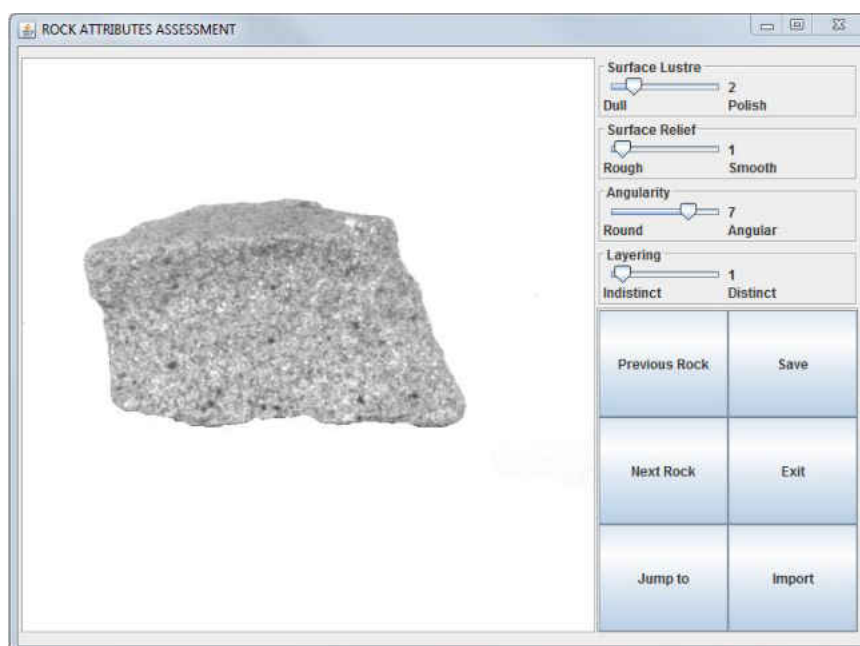 ROCK ATTRIBUTES ASSESSMENT
Surface Lustre
2
Dull Polish
Surface Relief
1
Rough Smooth
Angularity
7
Round Angular
Layering
1
Indistinct Distinct
Previous Rock Save
Next Rock Exit
Jump to Import